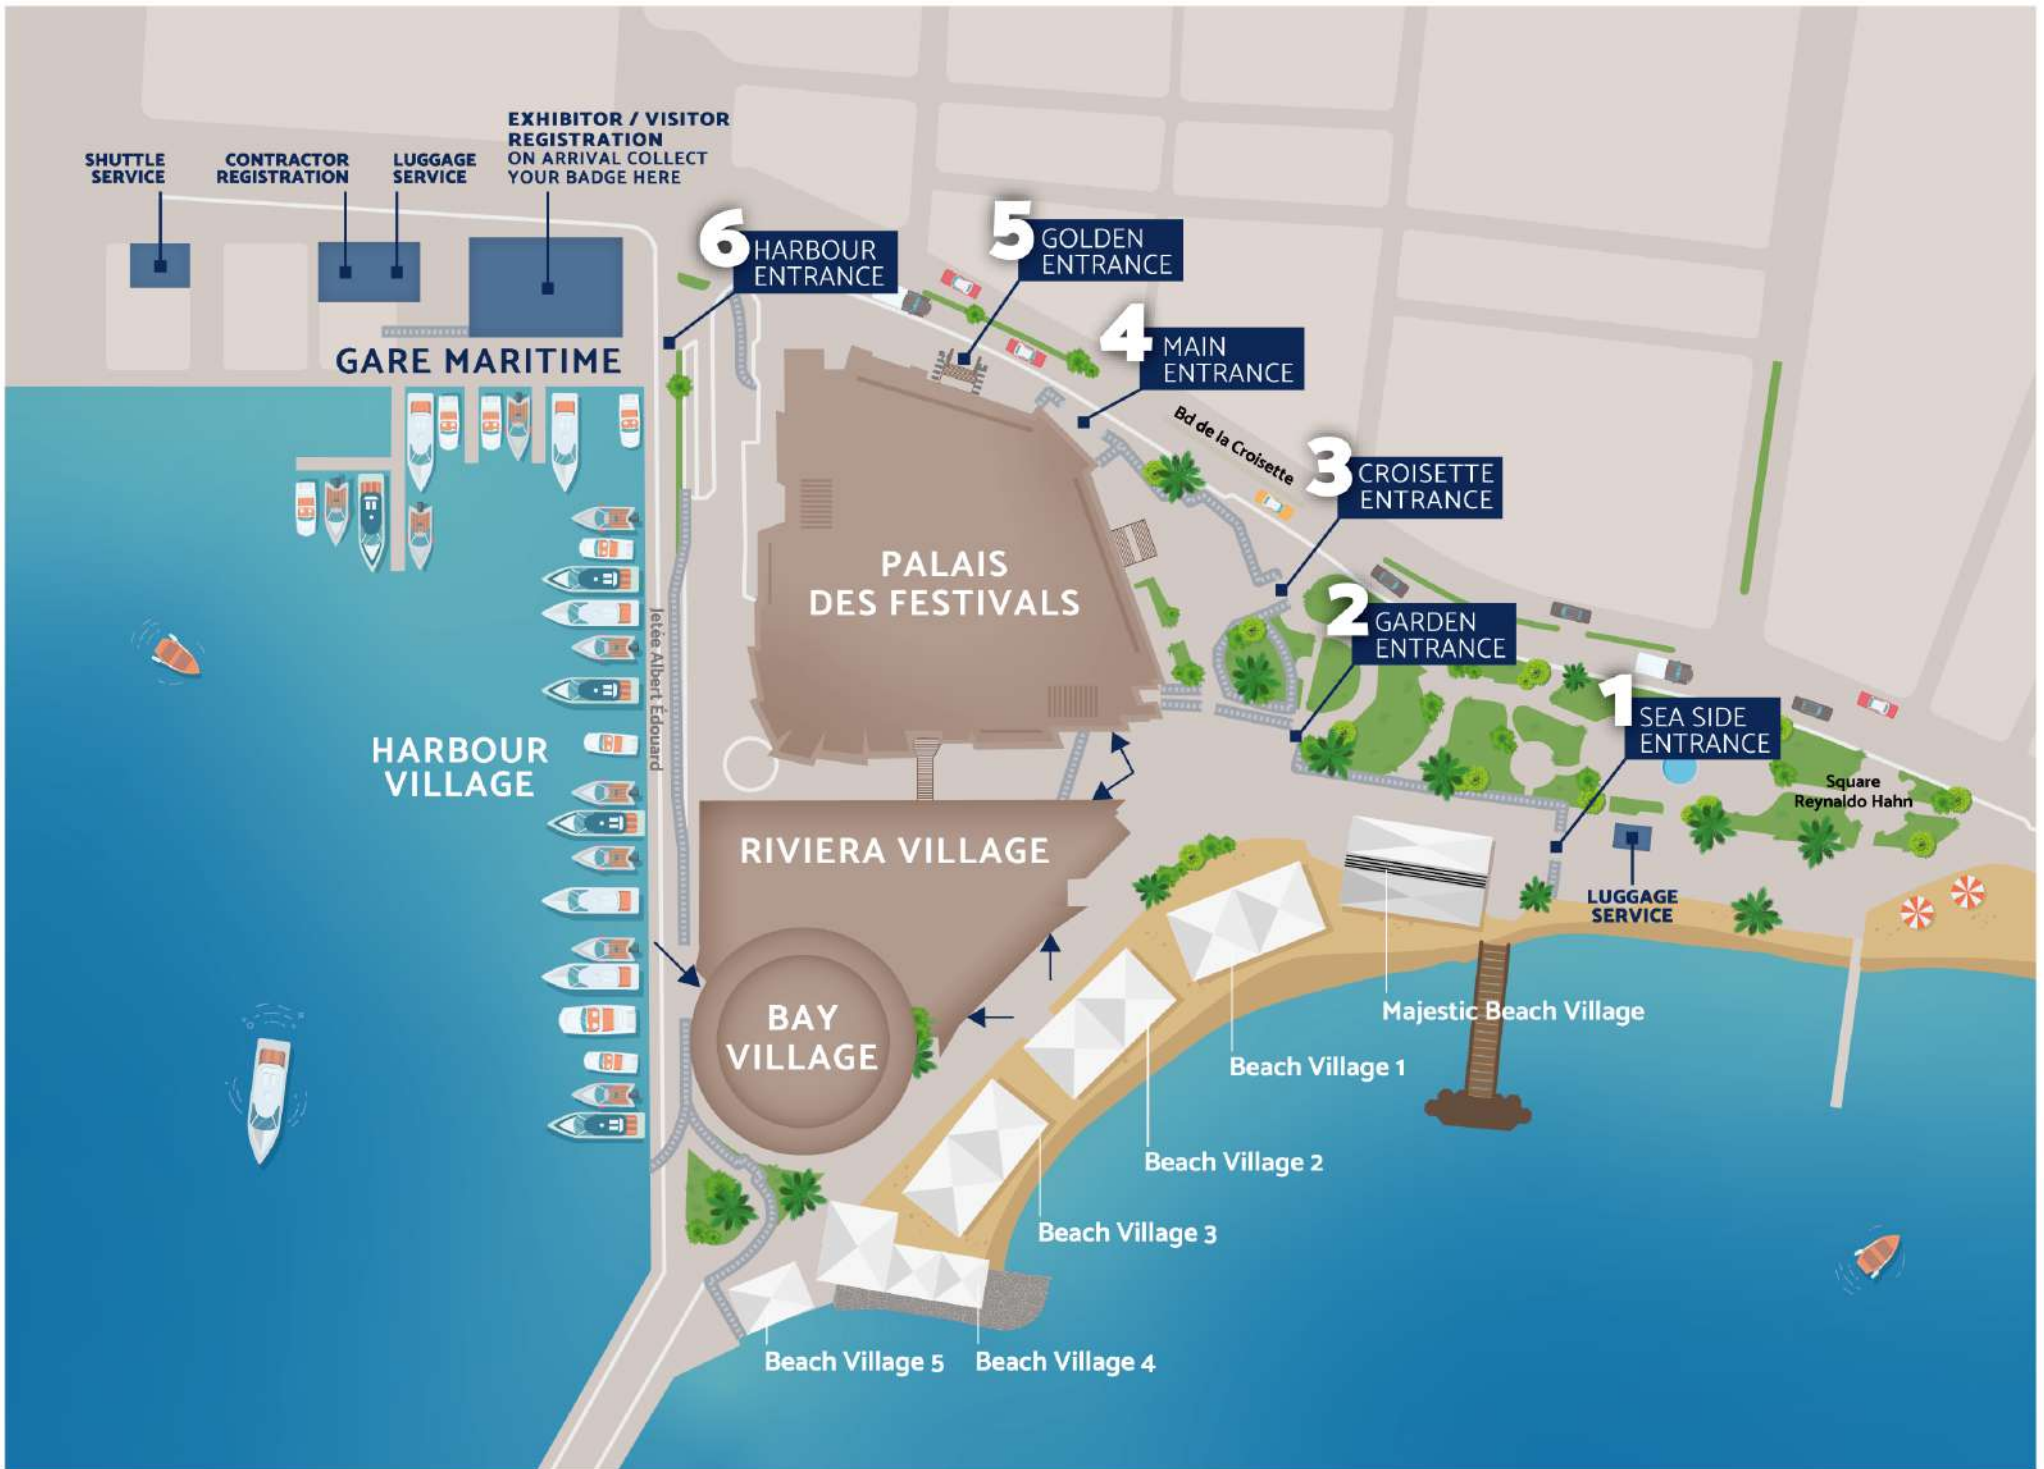 EXHIBITOR / VISITOR
REGISTRATION
ON ARRIVAL COLLECT
YOUR BADGE HERE
SHUTTLE
SERVICE
CONTRACTOR
REGISTRATION
LUGGAGE
SERVICE
6
HARBOUR
ENTRANCE
5
GOLDEN
ENTRANCE
4
MAIN
ENTRANCE
GARE MARITIME
Bd de la Croisette
3
CROISETTE
ENTRANCE
PALAIS
DES FESTIVALS
2
GARDEN
ENTRANCE
Jetée Albert Édouard
1
SEA SIDE
ENTRANCE
HARBOUR
VILLAGE
Square
Reynaldo Hahn
RIVIERA VILLAGE
LUGGAGE
SERVICE
BAY
VILLAGE
Majestic Beach Village
Beach Village 1
Beach Village 2
Beach Village 3
Beach Village 5
Beach Village 4